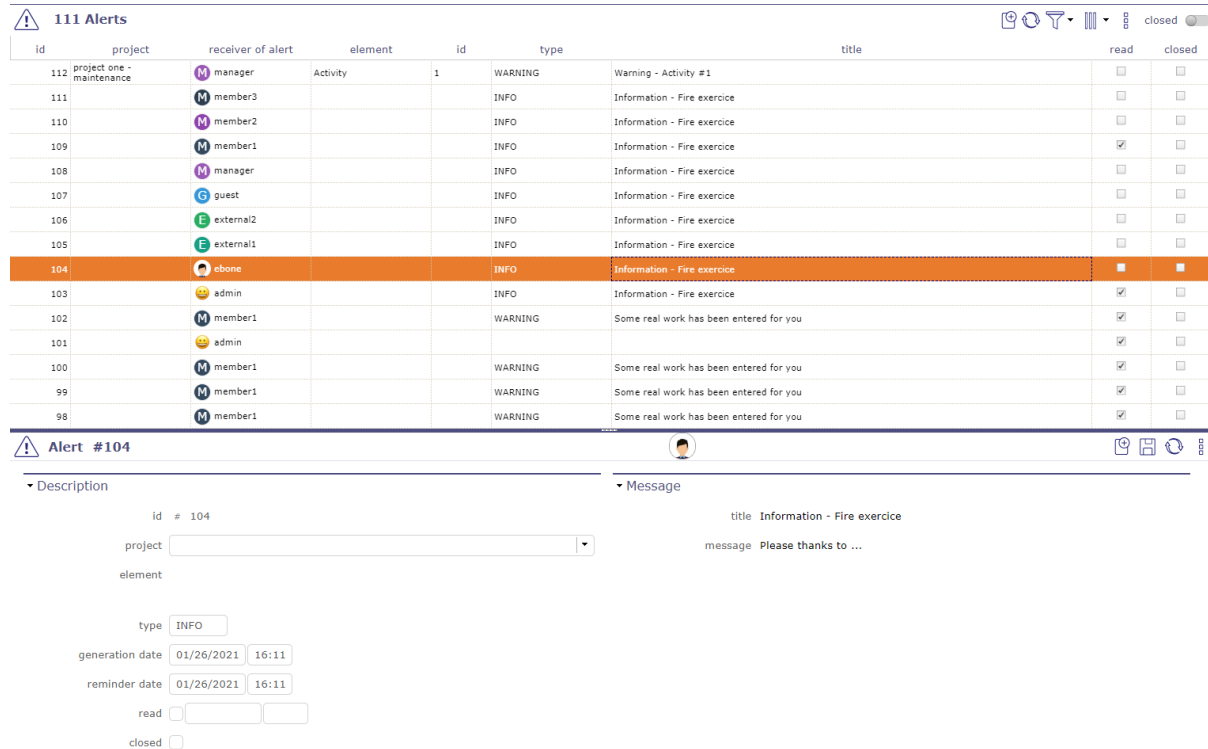 111 Alerts
closed
id project receiver of alert element id type title read closed
112 project one - maintenance M manager Activity 1 WARNING Warning - Activity #1
111 M member3 INFO Information - Fire exercice
110 M member2 INFO Information - Fire exercice
109 M member1 INFO Information - Fire exercice
108 M manager INFO Information - Fire exercice
107 G guest INFO Information - Fire exercice
106 E external2 INFO Information - Fire exercice
105 E external1 INFO Information - Fire exercice
104 ebone INFO Information - Fire exercice
103 admin INFO Information - Fire exercice
102 M member1 WARNING Some real work has been entered for you
101 admin
100 M member1 WARNING Some real work has been entered for you
99 M member1 WARNING Some real work has been entered for you
98 M member1 WARNING Some real work has been entered for you
Alert #104
Description
id # 104
project
element
type INFO
generation date 01/26/2021 16:11
reminder date 01/26/2021 16:11
read
closed
Message
title Information - Fire exercice
message Please thanks to ...